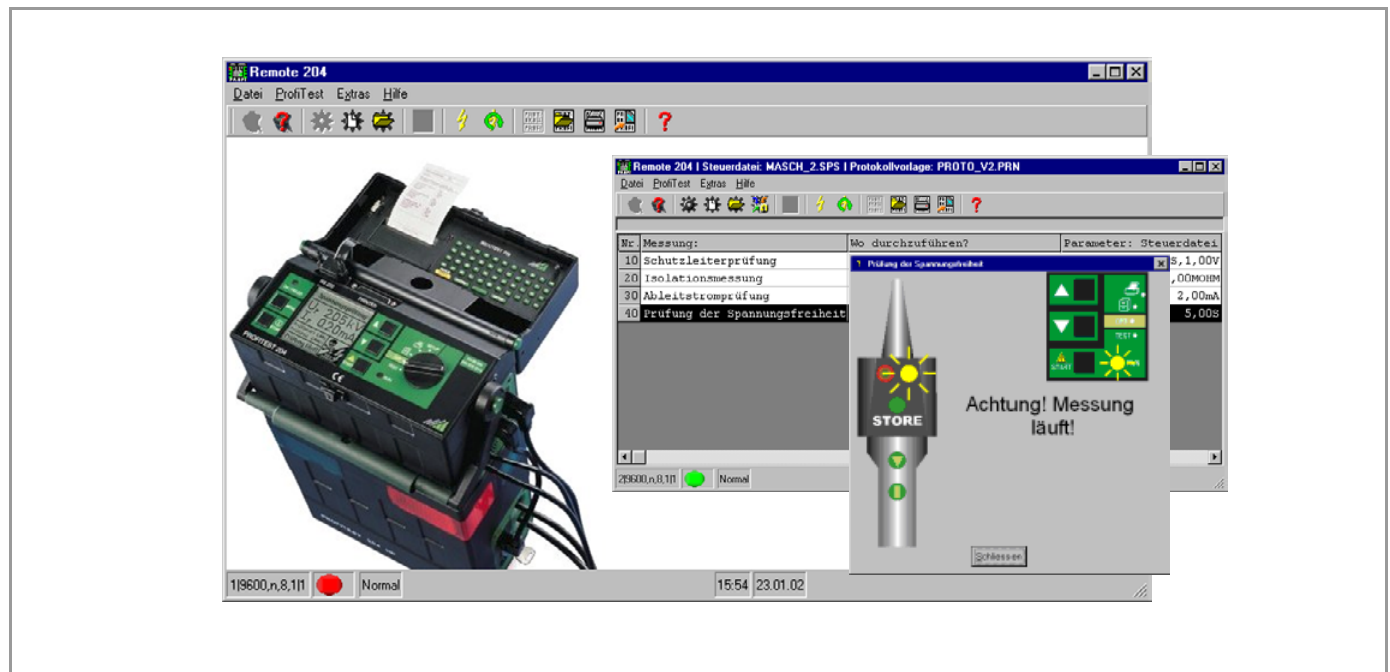 Remote 204
Datei ProfiTest Extras Hilfe
Remote 204 | Steuerdatei: MASCH_2.SPS | Protokollvorlage: PROTO_V2.PRN
Datei ProfiTest Extras Hilfe
Nr. Messung: Wo durchzuführen? Parameter: Steuerdatei
10 Schutzleiterprüfung S,1,00V
20 Isolationsmessung ,00MOHM
30 Ableitstromprüfung 2,00mA
40 Prüfung der Spannungsfreiheit 5,00S
Prüfung der Spannungsfreiheit
TEST
START
STORE
Achtung! Messung
läuft!
Schliessen
2|9600,n,8,1|1 Normal
PROFITEST 204
1|9600,n,8,1|1 Normal 15:54 23.01.02